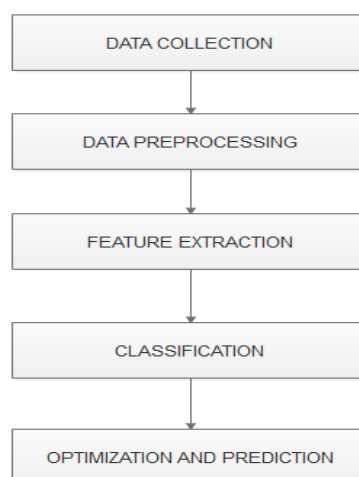 DATA COLLECTION
DATA PREPROCESSING
FEATURE EXTRACTION
CLASSIFICATION
OPTIMIZATION AND PREDICTION